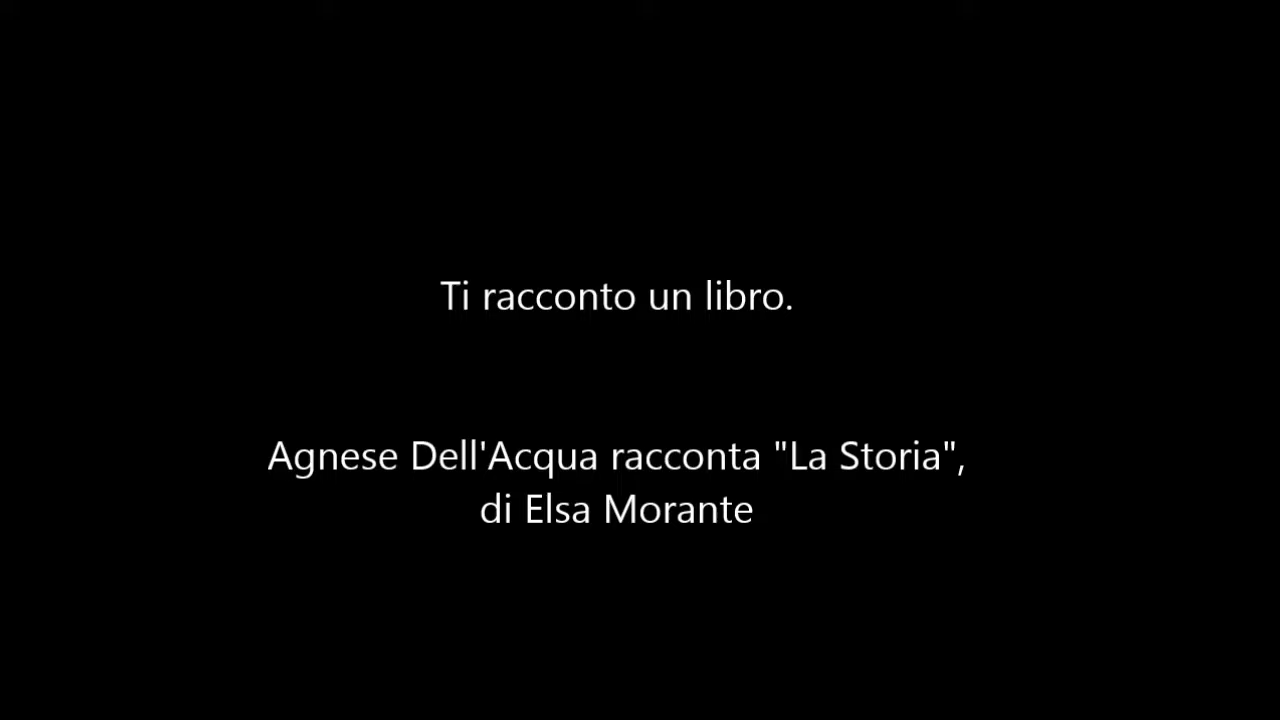 Ti racconto un libro.
Agnese Dell'Acqua racconta "La Storia",
di Elsa Morante